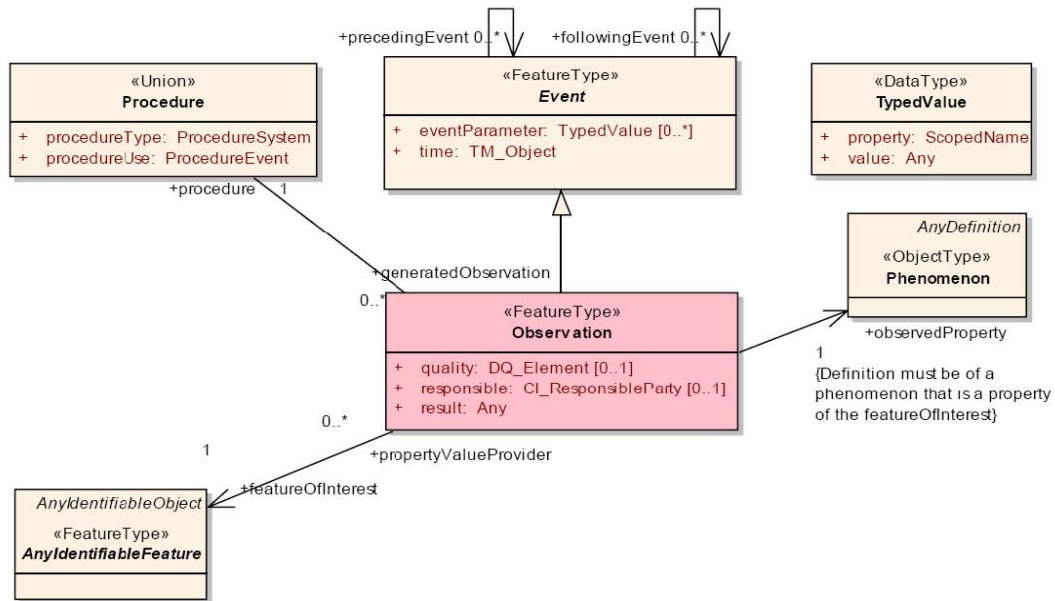 +precedingEvent 0..*
+followingEvent 0..*
«Union»
Procedure
+ procedureType: ProcedureSystem
+ procedureUse: ProcedureEvent
«FeatureType»
Event
+ eventParameter: TypedValue [0..*]
+ time: TM_Object
«DataType»
TypedValue
+ property: ScopedName
+ value: Any
+procedure 1
AnyDefinition
«ObjectType»
Phenomenon
+generatedObservation
0..*
«FeatureType»
Observation
+ quality: DQ_Element [0..1]
+ responsible: CI_ResponsibleParty [0..1]
+ result: Any
+observedProperty
1
{Definition must be of a
phenomenon that is a property
of the featureOfInterest}
0..*
1
+propertyValueProvider
+featureOfInterest
AnyIdentifiableObject
«FeatureType»
AnyIdentifiableFeature